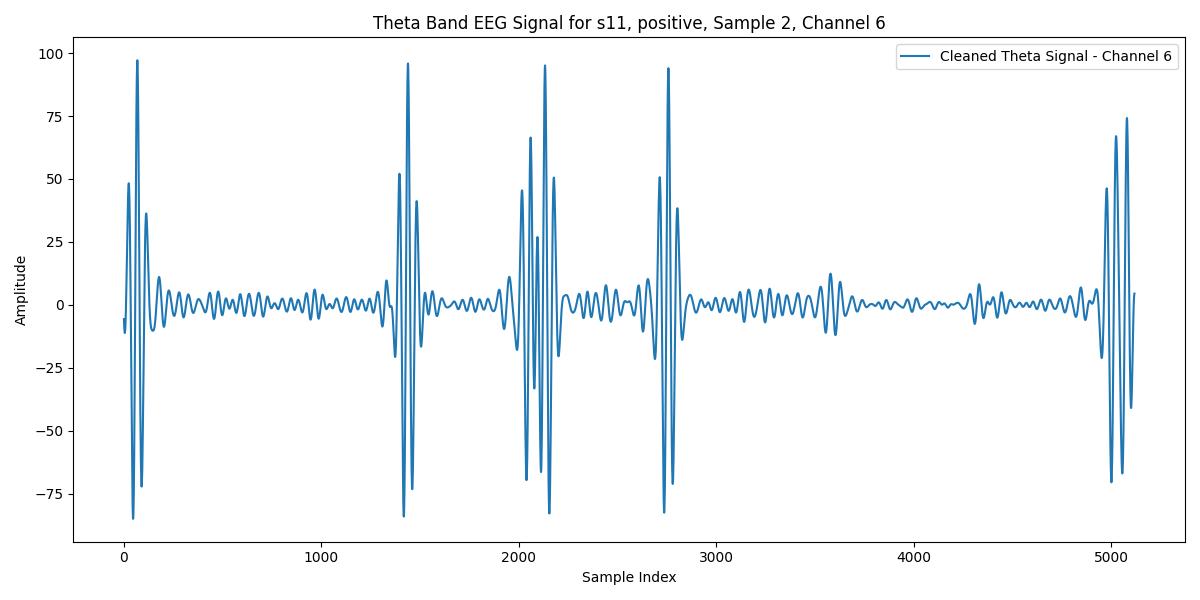 Theta Band EEG Signal for s11, positive, Sample 2, Channel 6
Cleaned Theta Signal - Channel 6
100
75
50
25
0
−25
−50
−75
Amplitude
0 1000 2000 3000 4000 5000
Sample Index